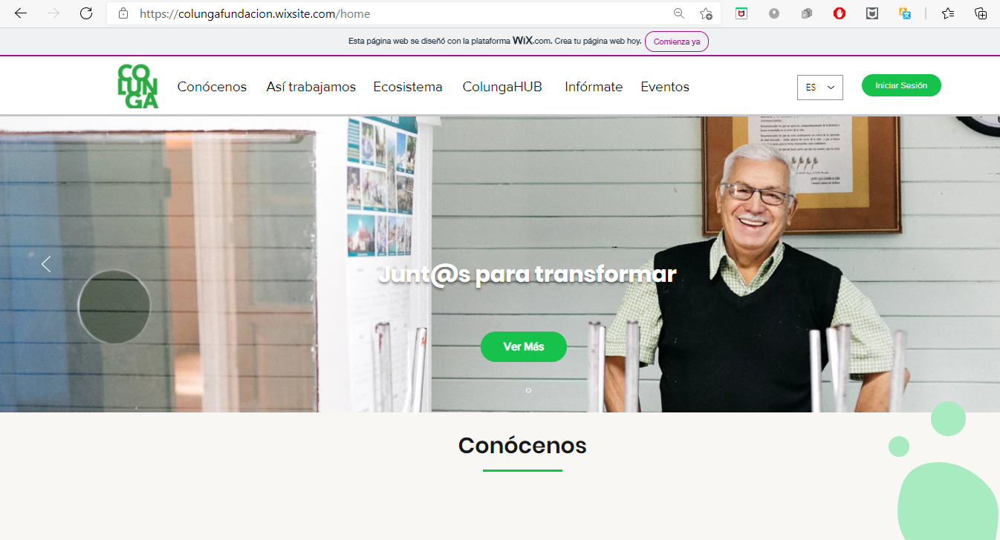 https://colungafundacion.wixsite.com/home
Esta página web se diseñó con la plataforma WiX.com. Crea tu página web hoy. Comienza ya
COLUNGA
Conócenos Así trabajamos Ecosistema ColungaHUB Infórmate Eventos ES Iniciar Sesión
Junt@s para transformar
Ver Más
Conócenos